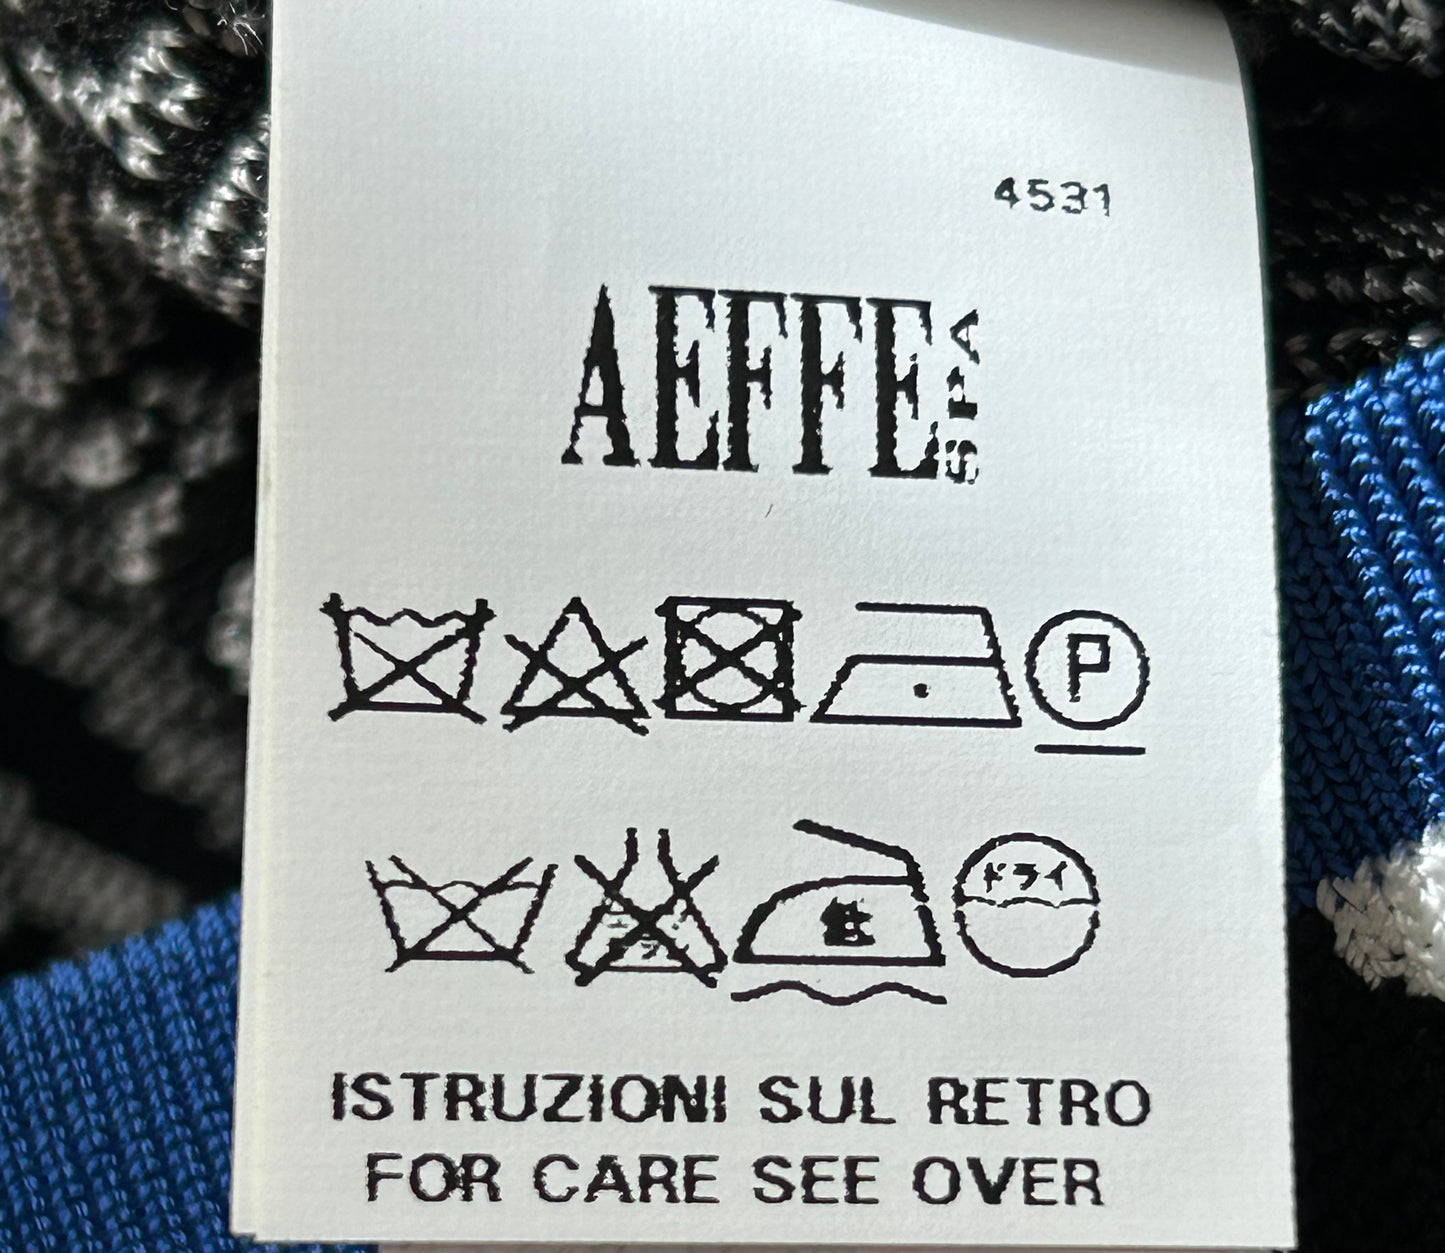 4531
AEFFE SPA
P
ドライ
ISTRUZIONI SUL RETRO
FOR CARE SEE OVER